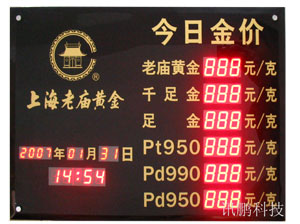 今日金价
®
上海老庙黄金
老庙黄金 888 元/克
千足金 888 元/克
足金 888 元/克
Pt950 888 元/克
Pd990 888 元/克
Pd950 888 元/克
2007年01月31日
14:54
讯鹏科技